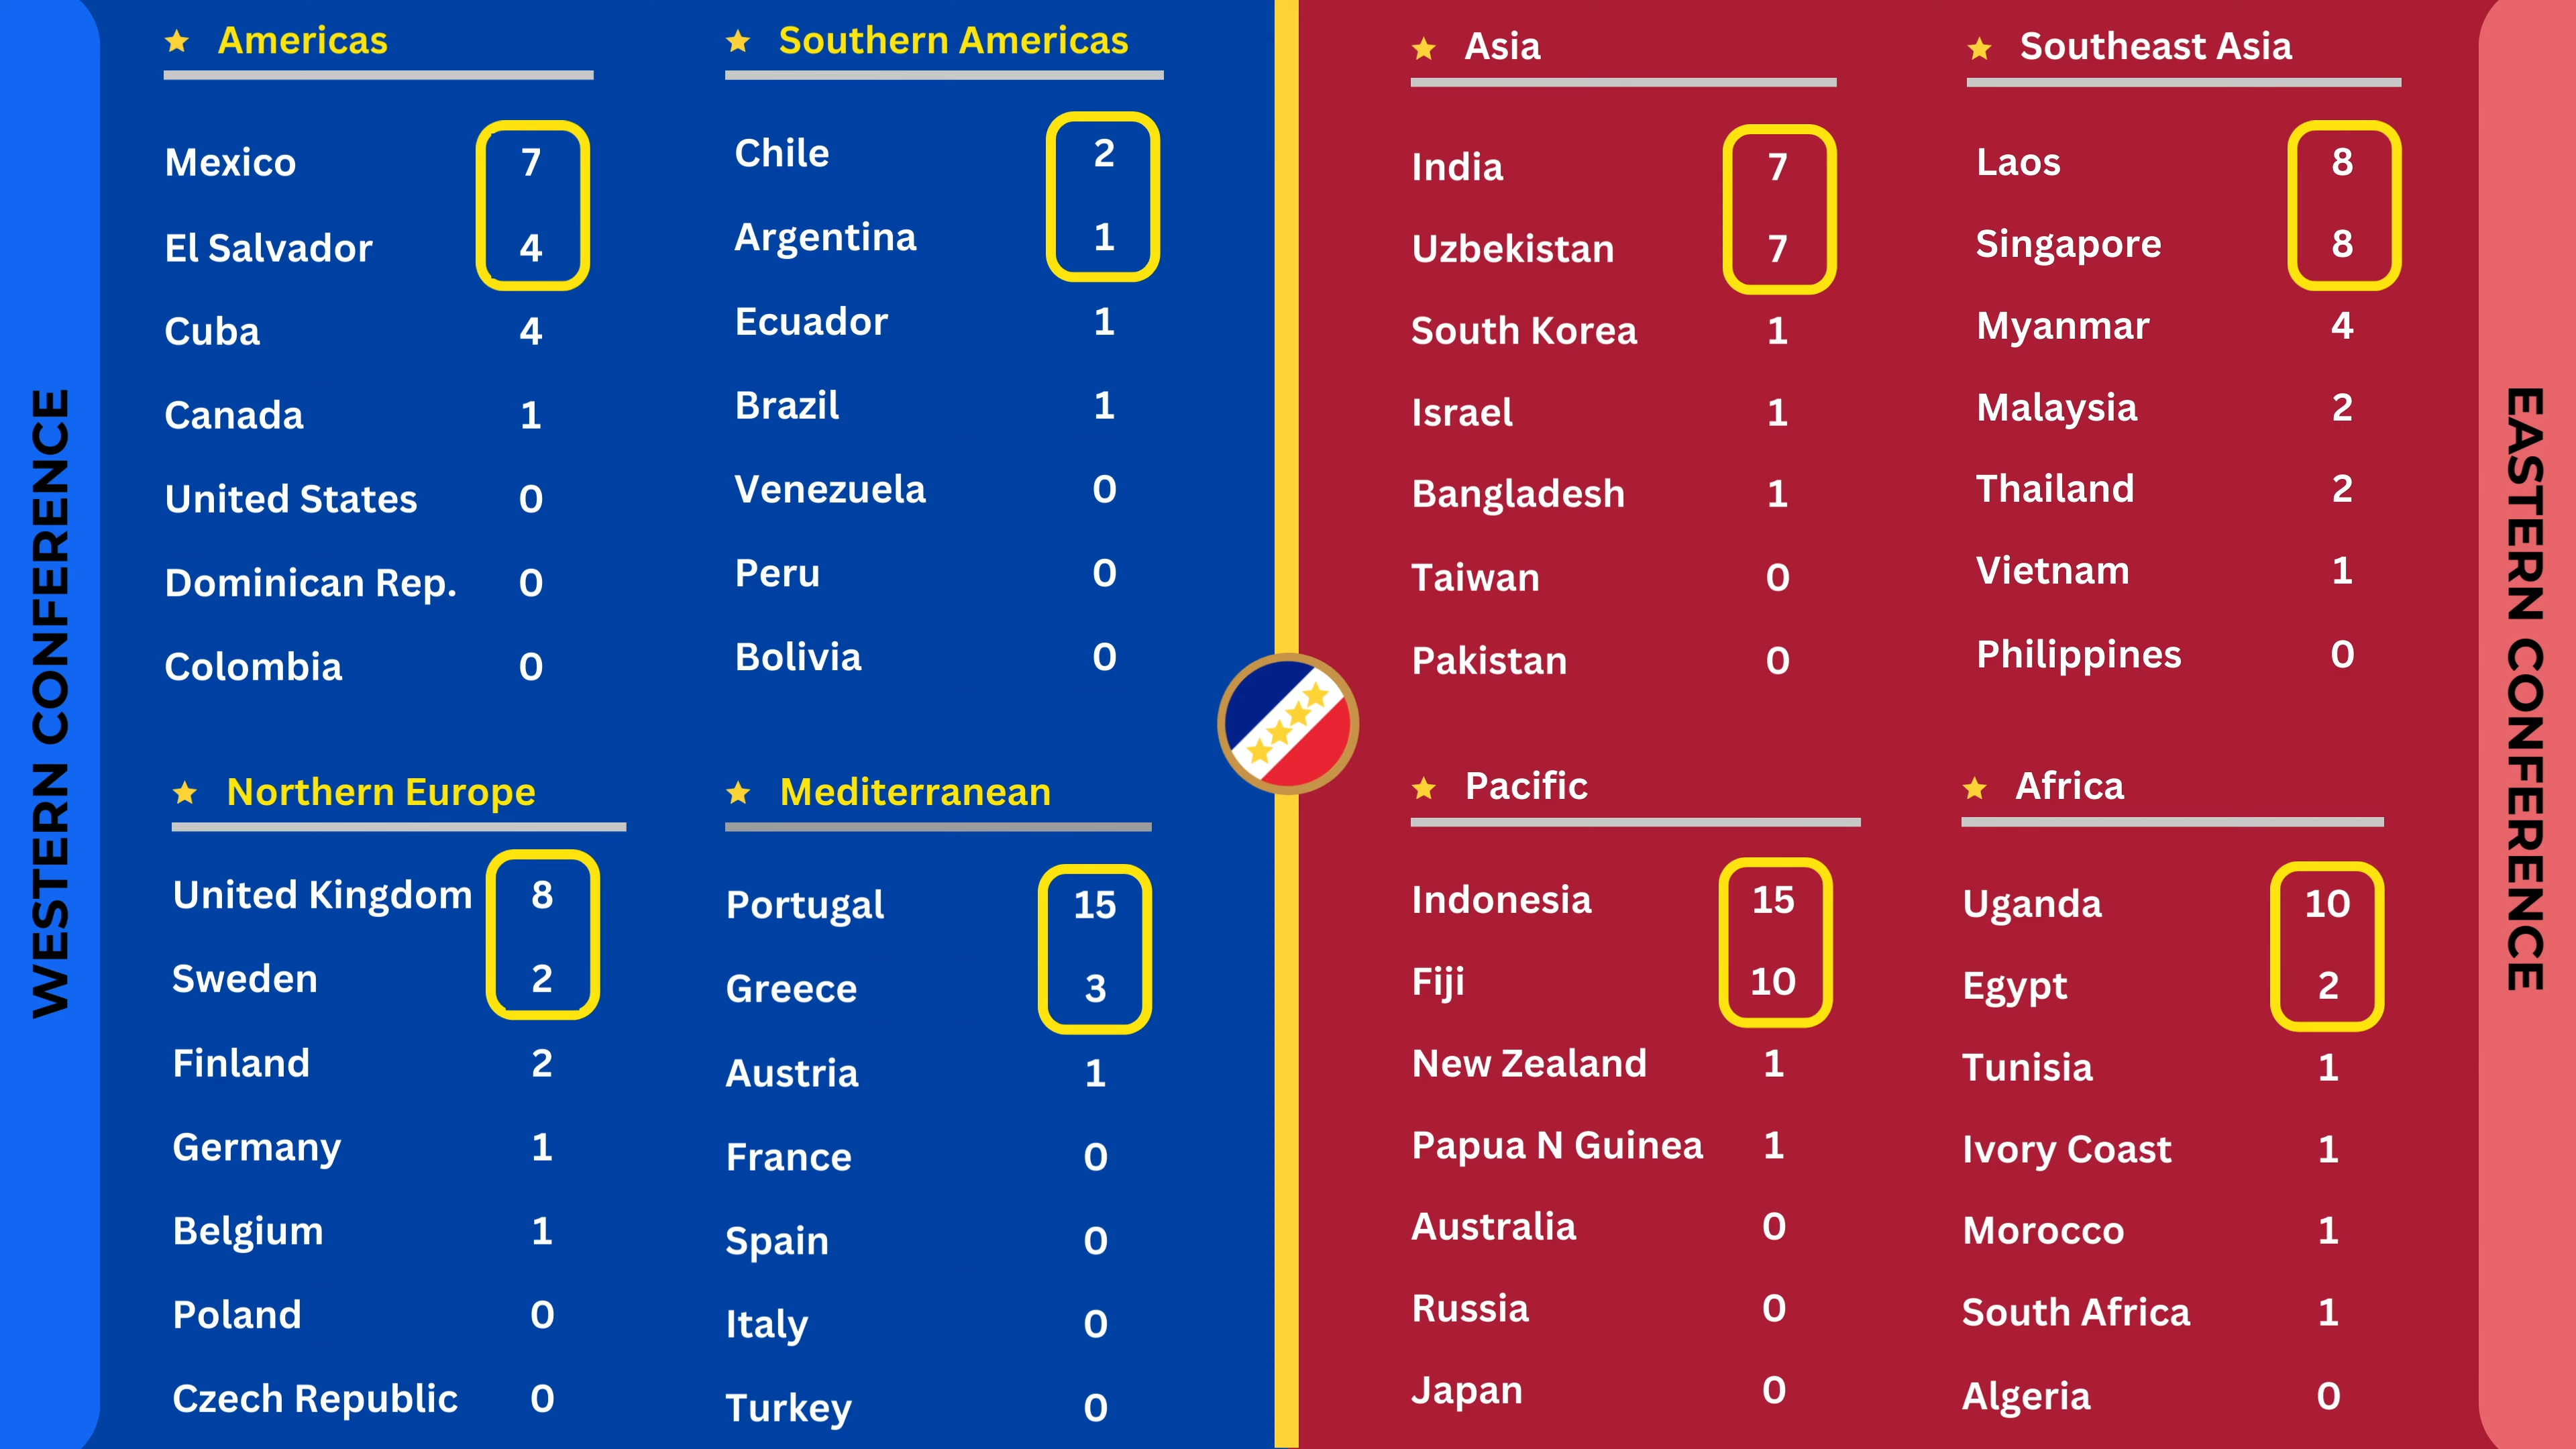 WESTERN CONFERENCE
Americas
Mexico 7
El Salvador 4
Cuba 4
Canada 1
United States 0
Dominican Rep. 0
Colombia 0
Southern Americas
Chile 2
Argentina 1
Ecuador 1
Brazil 1
Venezuela 0
Peru 0
Bolivia 0
Northern Europe
United Kingdom 8
Sweden 2
Finland 2
Germany 1
Belgium 1
Poland 0
Czech Republic 0
Mediterranean
Portugal 15
Greece 3
Austria 1
France 0
Spain 0
Italy 0
Turkey 0
Asia
India 7
Uzbekistan 7
South Korea 1
Israel 1
Bangladesh 1
Taiwan 0
Pakistan 0
Southeast Asia
Laos 8
Singapore 8
Myanmar 4
Malaysia 2
Thailand 2
Vietnam 1
Philippines 0
Pacific
Indonesia 15
Fiji 10
New Zealand 1
Papua N Guinea 1
Australia 0
Russia 0
Japan 0
Africa
Uganda 10
Egypt 2
Tunisia 1
Ivory Coast 1
Morocco 1
South Africa 1
Algeria 0
EASTERN CONFERENCE